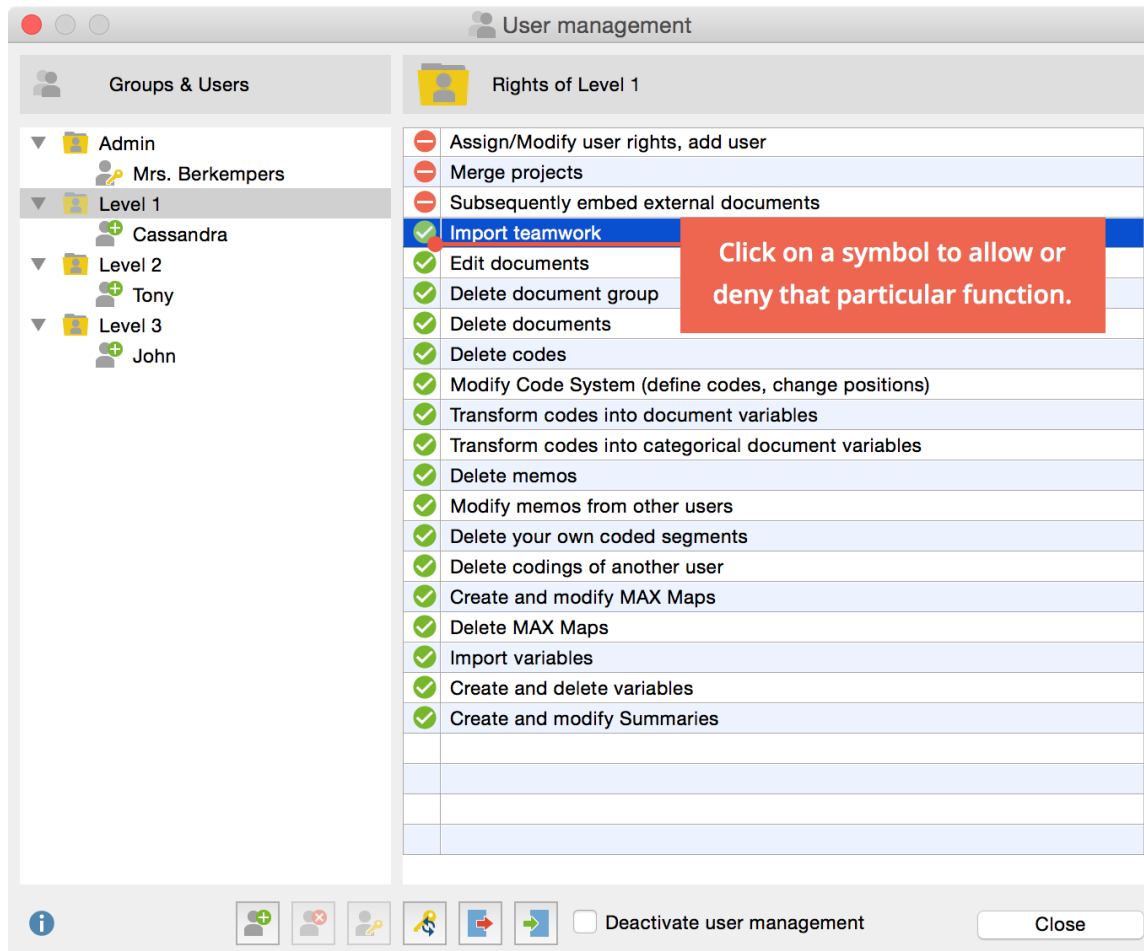 User management
Groups & Users
Rights of Level 1
Admin
Mrs. Berkempers
Level 1
Cassandra
Level 2
Tony
Level 3
John
Assign/Modify user rights, add user
Merge projects
Subsequently embed external documents
Import teamwork
Edit documents
Delete document group
Delete documents
Delete codes
Modify Code System (define codes, change positions)
Transform codes into document variables
Transform codes into categorical document variables
Delete memos
Modify memos from other users
Delete your own coded segments
Delete codings of another user
Create and modify MAX Maps
Delete MAX Maps
Import variables
Create and delete variables
Create and modify Summaries
Click on a symbol to allow or
deny that particular function.
Deactivate user management
Close